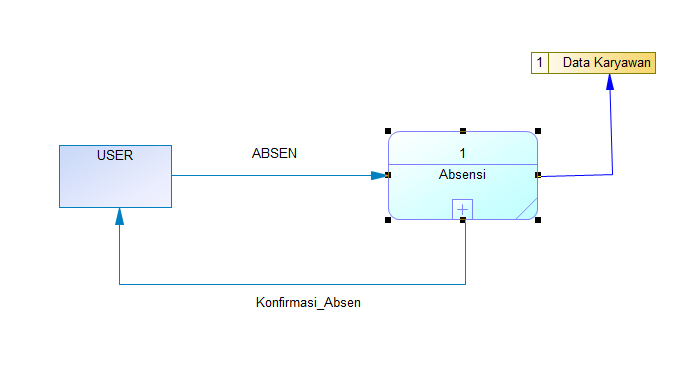 1 Data Karyawan
USER
ABSEN
1
Absensi
Konfirmasi_Absen